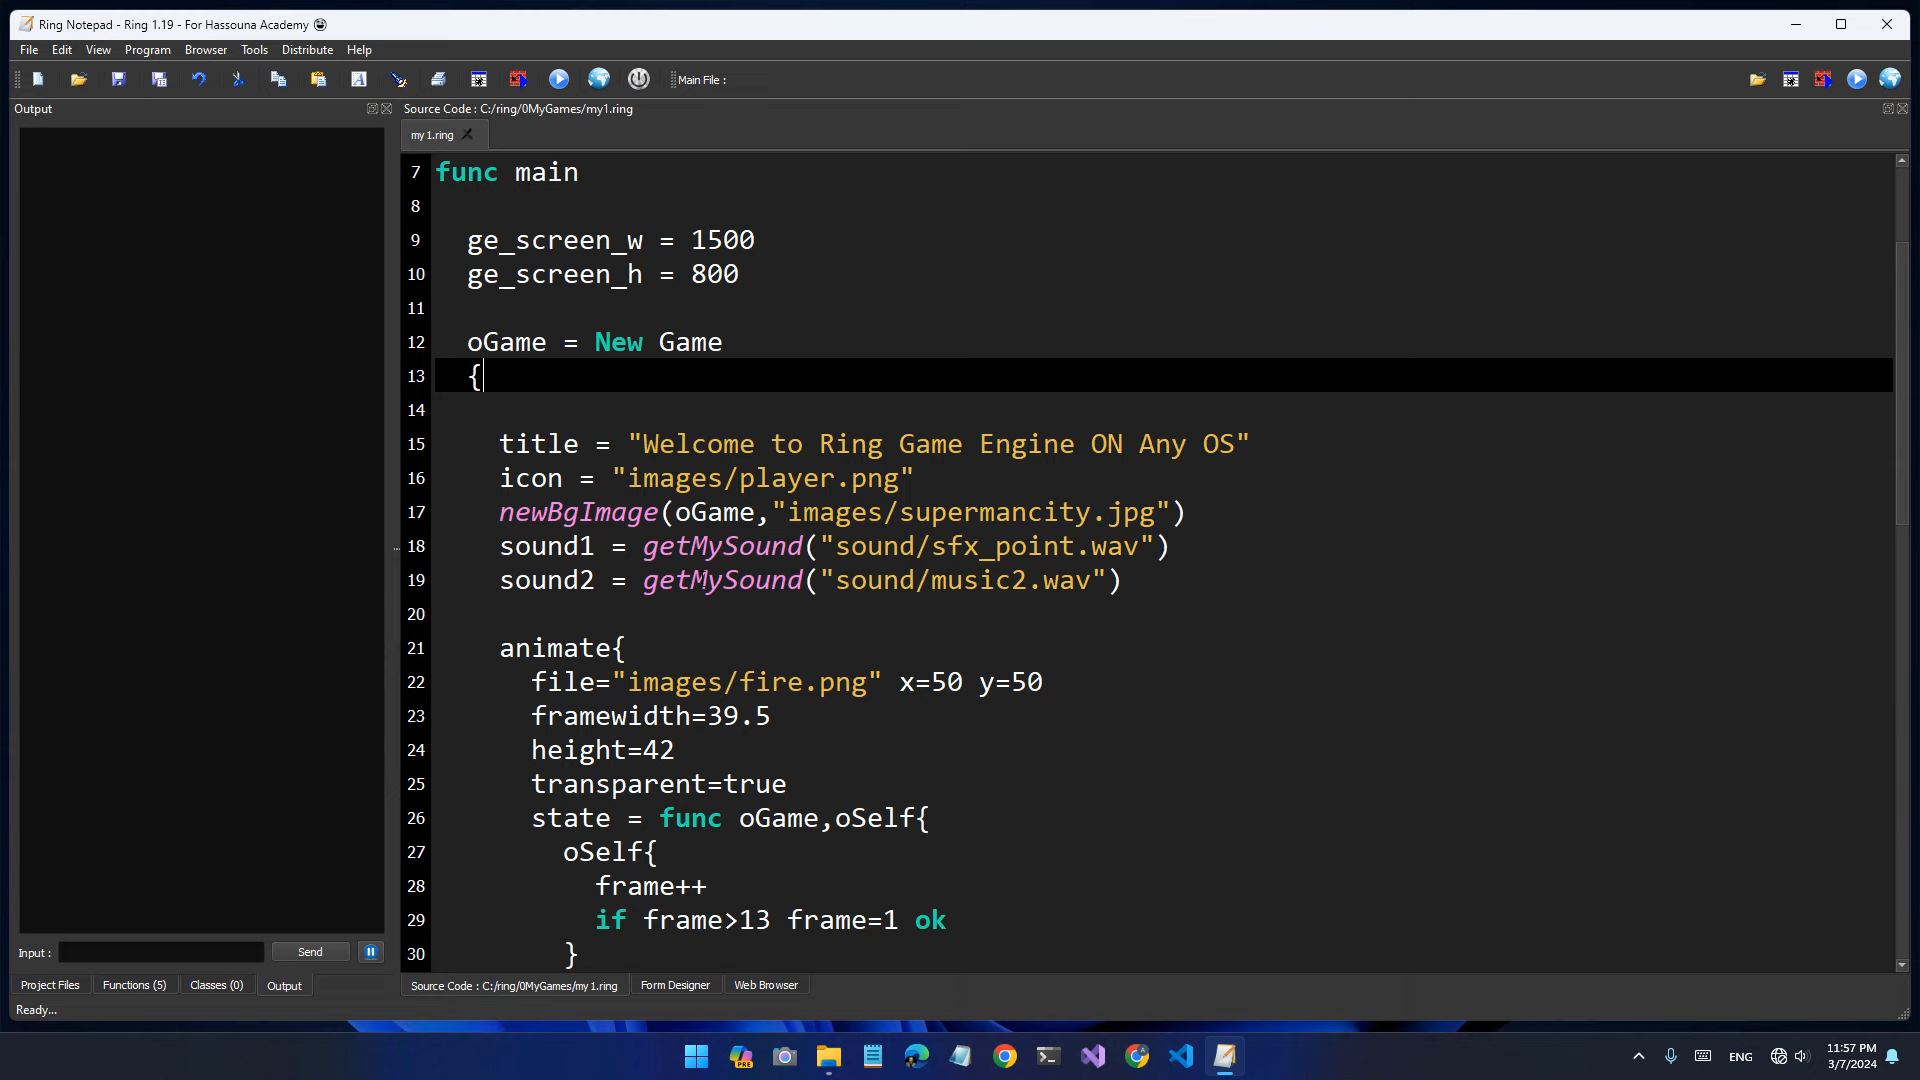 Ring Notepad - Ring 1.19 - For Hassouna Academy 😀
File Edit View Program Browser Tools Distribute Help
Main File :
Output
Source Code : C:/ring/0MyGames/my1.ring
my1.ring
7 func main
8
9 ge_screen_w = 1500
10 ge_screen_h = 800
11
12 oGame = New Game
13 {
14
15 title = "Welcome to Ring Game Engine ON Any OS"
16 icon = "images/player.png"
17 newBgImage(oGame,"images/supermancity.jpg")
18 sound1 = getMySound("sound/sfx_point.wav")
19 sound2 = getMySound("sound/music2.wav")
20
21 animate{
22 file="images/fire.png" x=50 y=50
23 framewidth=39.5
24 height=42
25 transparent=true
26 state = func oGame,oSelf{
27 oSelf{
28 frame++
29 if frame>13 frame=1 ok
30 }
Input : Send
Project Files Functions (5) Classes (0) Output
Source Code : C:/ring/0MyGames/my1.ring Form Designer Web Browser
Ready...
PRE
ENG
11:57 PM
3/7/2024